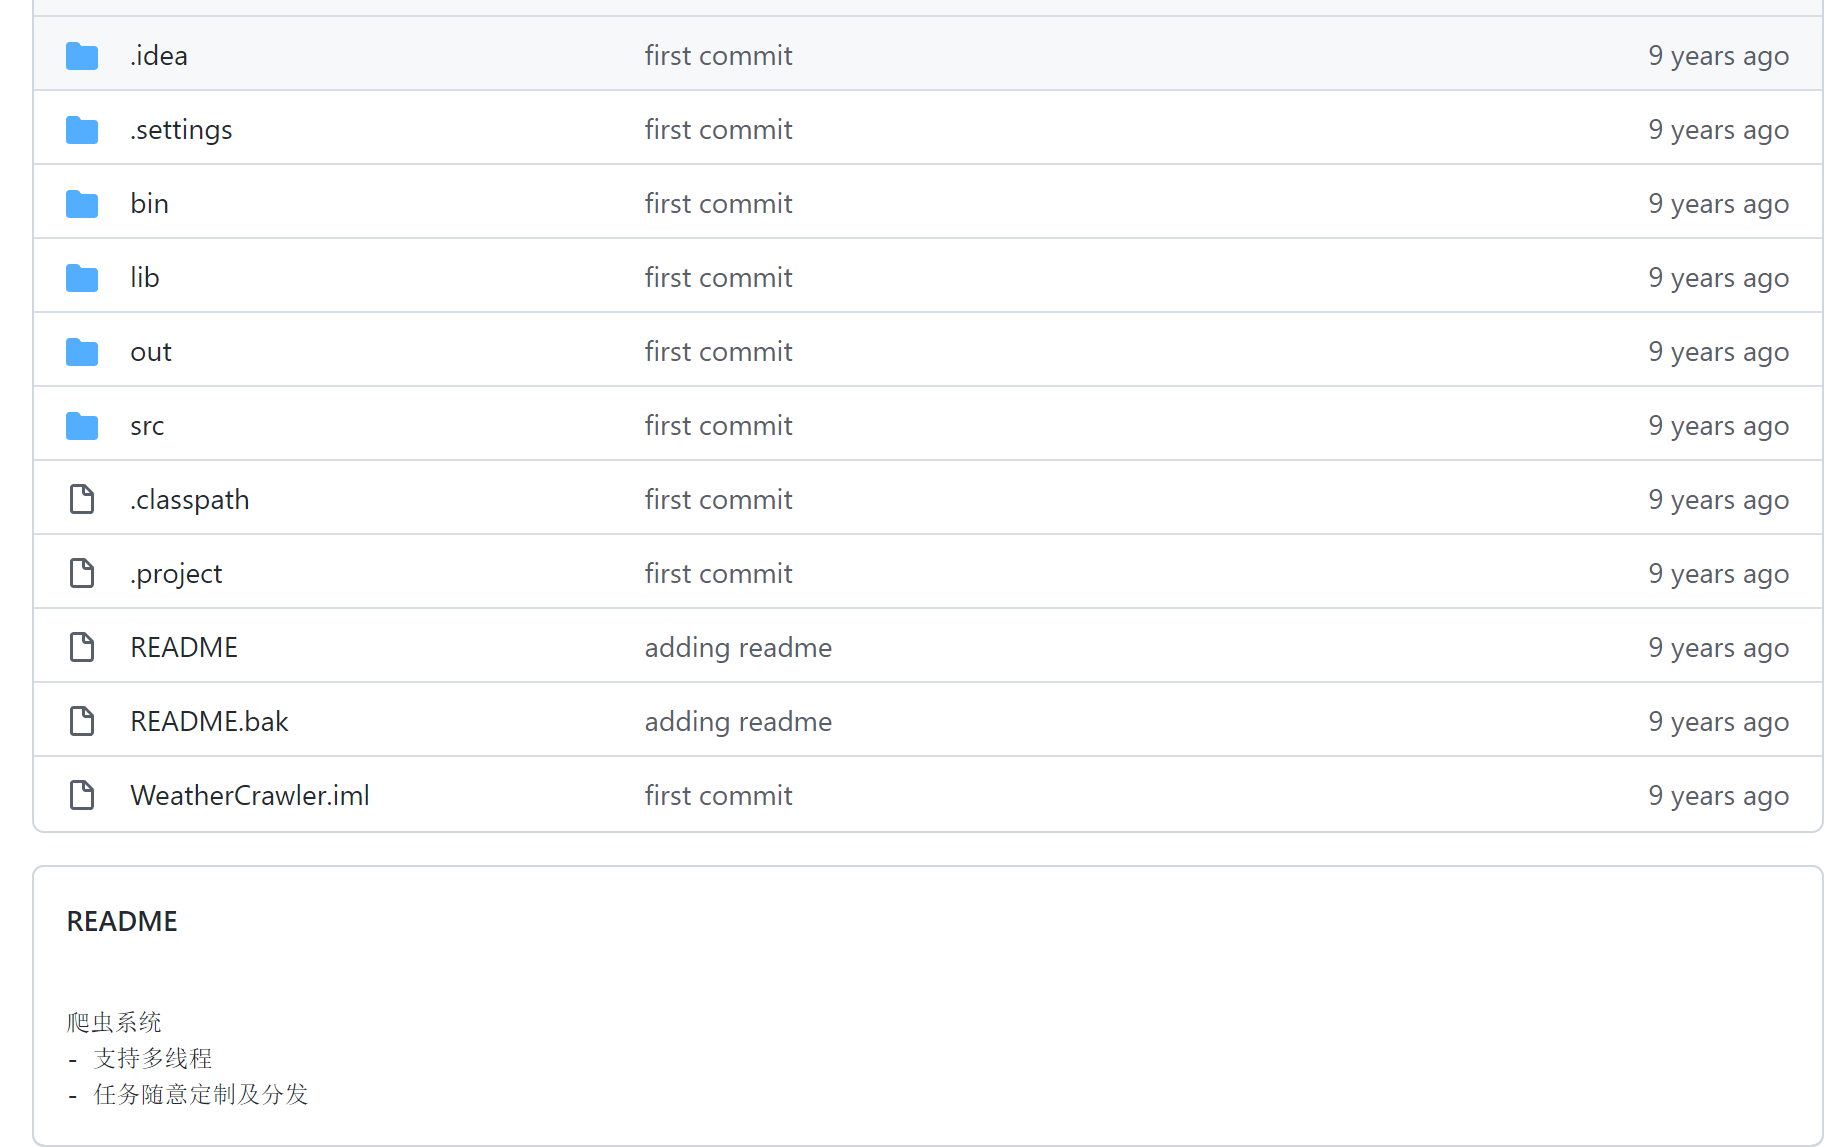 .idea first commit 9 years ago
.settings first commit 9 years ago
bin first commit 9 years ago
lib first commit 9 years ago
out first commit 9 years ago
src first commit 9 years ago
.classpath first commit 9 years ago
.project first commit 9 years ago
README adding readme 9 years ago
README.bak adding readme 9 years ago
WeatherCrawler.iml first commit 9 years ago
README
爬虫系统
- 支持多线程
- 任务随意定制及分发